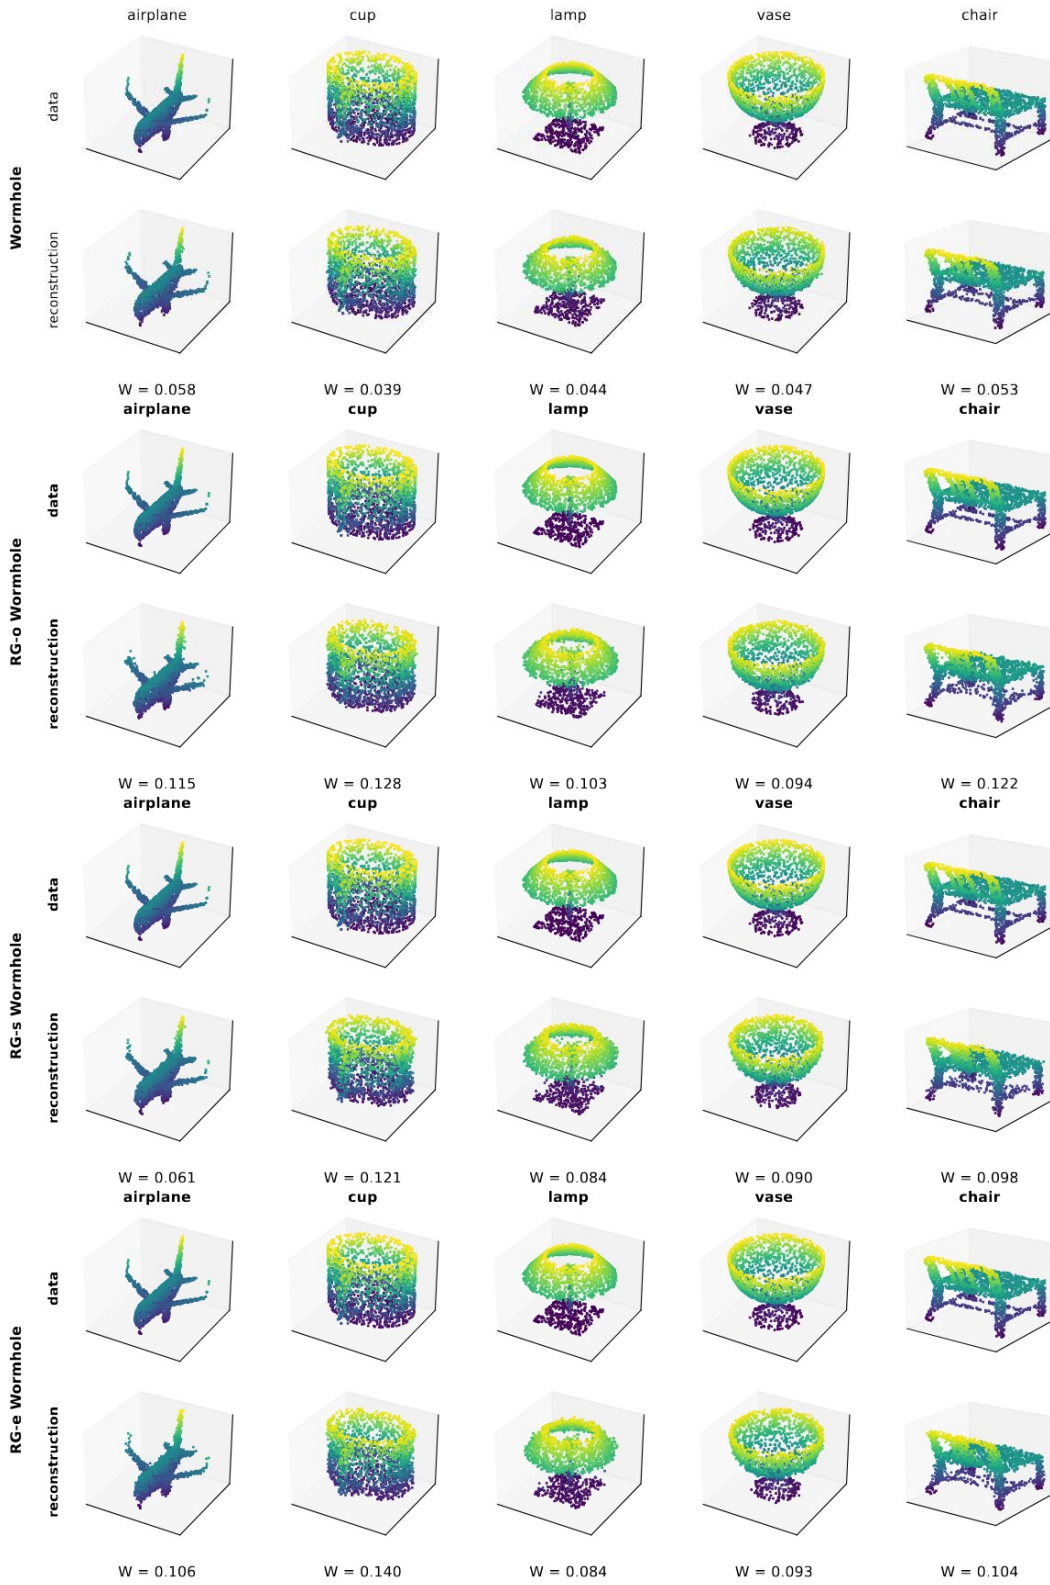 airplane cup lamp vase chair
Wormhole
data
reconstruction
W = 0.058 W = 0.039 W = 0.044 W = 0.047 W = 0.053
airplane cup lamp vase chair
RG-o Wormhole
data
reconstruction
W = 0.115 W = 0.128 W = 0.103 W = 0.094 W = 0.122
airplane cup lamp vase chair
RG-s Wormhole
data
reconstruction
W = 0.061 W = 0.121 W = 0.084 W = 0.090 W = 0.098
airplane cup lamp vase chair
RG-e Wormhole
data
reconstruction
W = 0.106 W = 0.140 W = 0.084 W = 0.093 W = 0.104